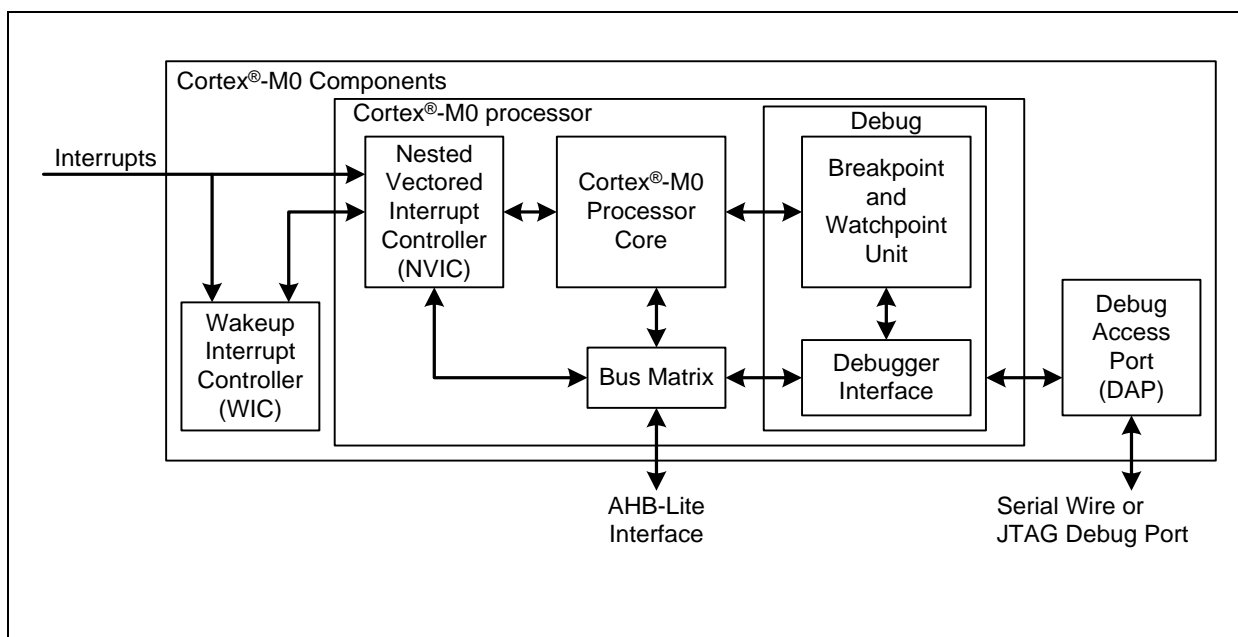 Cortex®-M0 Components
Cortex®-M0 processor
Debug
Interrupts
Nested
Vectored
Interrupt
Controller
(NVIC)
Cortex®-M0
Processor
Core
Breakpoint
and
Watchpoint
Unit
Wakeup
Interrupt
Controller
(WIC)
Bus Matrix
Debugger
Interface
Debug
Access
Port
(DAP)
AHB-Lite
Interface
Serial Wire or
JTAG Debug Port